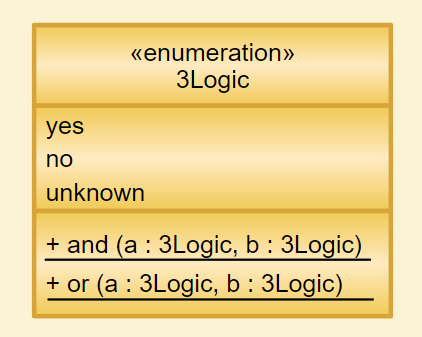 «enumeration»
3Logic
yes
no
unknown
+ and (a : 3Logic, b : 3Logic)
+ or (a : 3Logic, b : 3Logic)